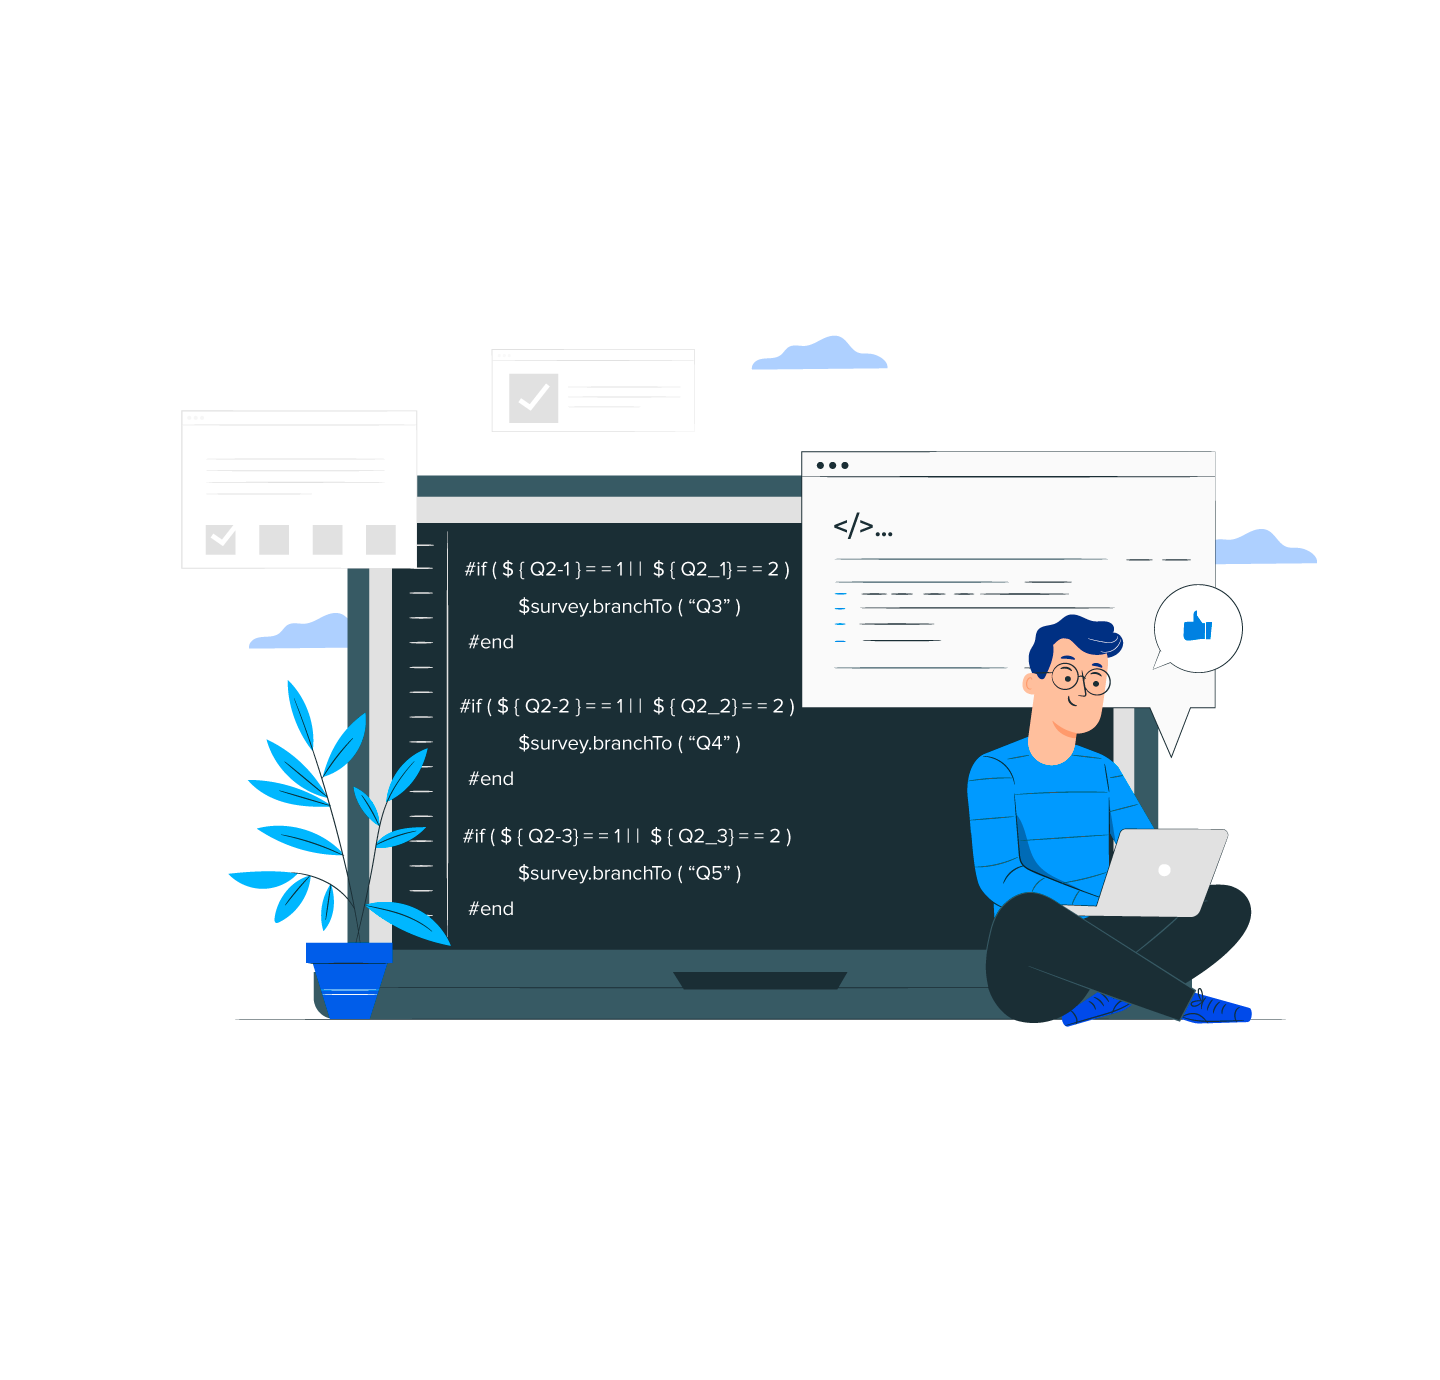 #if ( $ { Q2-1 } == 1 || $ { Q2_1} == 2 )
$survey.branchTo ( “Q3” )
#end
#if ( $ { Q2-2 } == 1 || $ { Q2_2} == 2 )
$survey.branchTo ( “Q4” )
#end
#if ( $ { Q2-3} == 1 || $ { Q2_3} == 2 )
$survey.branchTo ( “Q5” )
#end
</>...